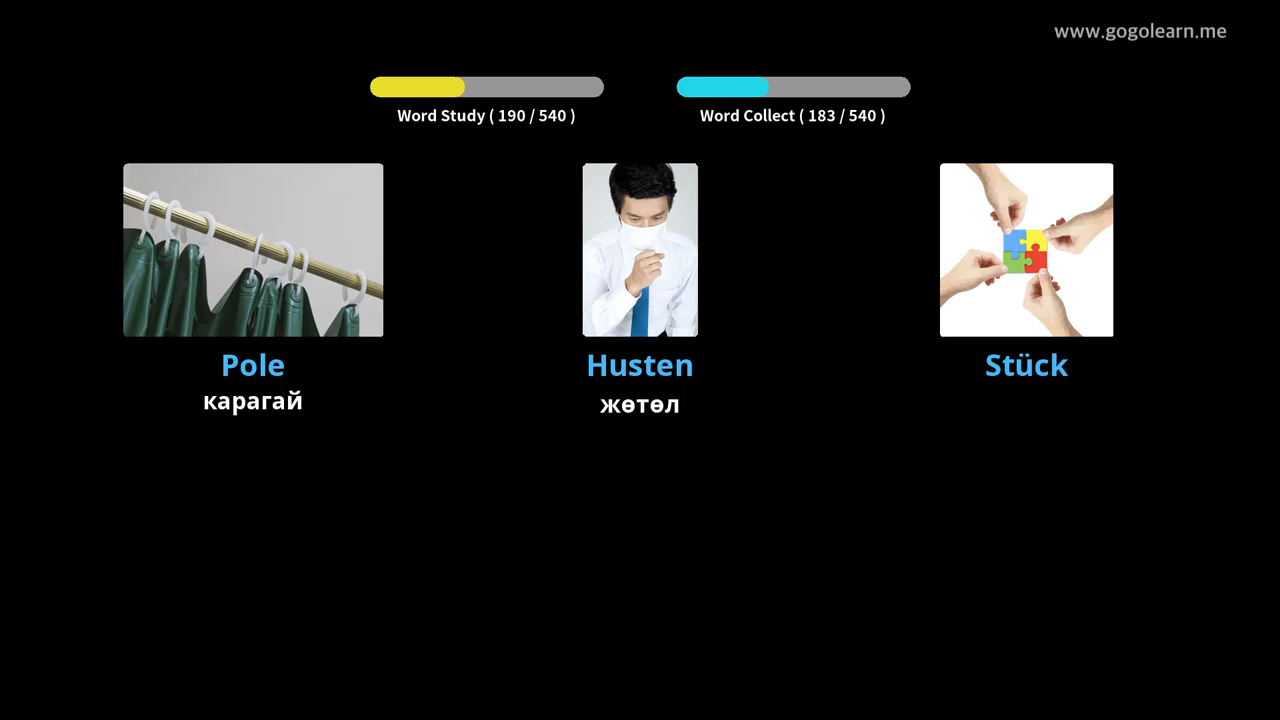 www.gogolearn.me
Word Study ( 190 / 540 )
Word Collect ( 183 / 540 )
Pole
карагай
Husten
жөтөл
Stück